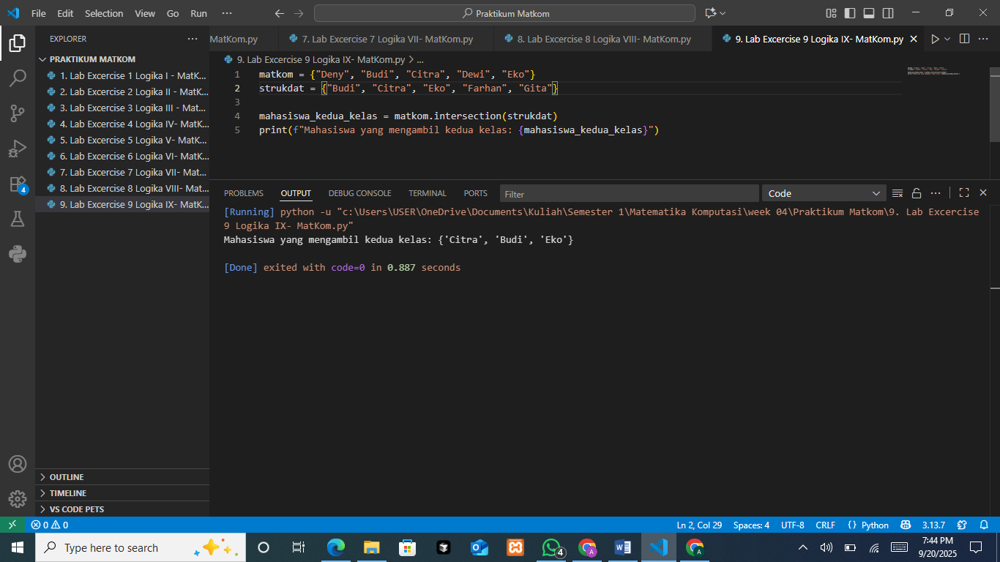 File Edit Selection View Go Run ···
Praktikum Matkom
EXPLORER
PRAKTIKUM MATKOM
1. Lab Excercise 1 Logika I - MatK...
2. Lab Excercise 2 Logika II - MatK...
3. Lab Excercise 3 Logika III - Mat...
4. Lab Excercise 4 Logika IV- MatK...
5. Lab Excercise 5 Logika V- MatK...
6. Lab Excercise 6 Logika VI- MatK...
7. Lab Excercise 7 Logika VII- Mat...
8. Lab Excercise 8 Logika VIII- Mat...
9. Lab Excercise 9 Logika IX- MatK...
OUTLINE
TIMELINE
VS CODE PETS
MatKom.py 7. Lab Excercise 7 Logika VII- MatKom.py 8. Lab Excercise 8 Logika VIII- MatKom.py 9. Lab Excercise 9 Logika IX- MatKom.py
9. Lab Excercise 9 Logika IX- MatKom.py > ...
1 matkom = {"Deny", "Budi", "Citra", "Dewi", "Eko"}
2 strukdat = {"Budi", "Citra", "Eko", "Farhan", "Gita"}
3
4 mahasiswa_kedua_kelas = matkom.intersection(strukdat)
5 print(f"Mahasiswa yang mengambil kedua kelas: {mahasiswa_kedua_kelas}")
PROBLEMS OUTPUT DEBUG CONSOLE TERMINAL PORTS Filter Code
[Running] python -u "c:\Users\USER\OneDrive\Documents\Kuliah\Semester 1\Matematika Komputasi\week 04\Praktikum Matkom\9. Lab Excercise
9 Logika IX- MatKom.py"
Mahasiswa yang mengambil kedua kelas: {'Citra', 'Budi', 'Eko'}
[Done] exited with code=0 in 0.887 seconds
0 0 Ln 2, Col 29 Spaces: 4 UTF-8 CRLF {} Python 3.13.7
Type here to search
4
7:44 PM
9/20/2025